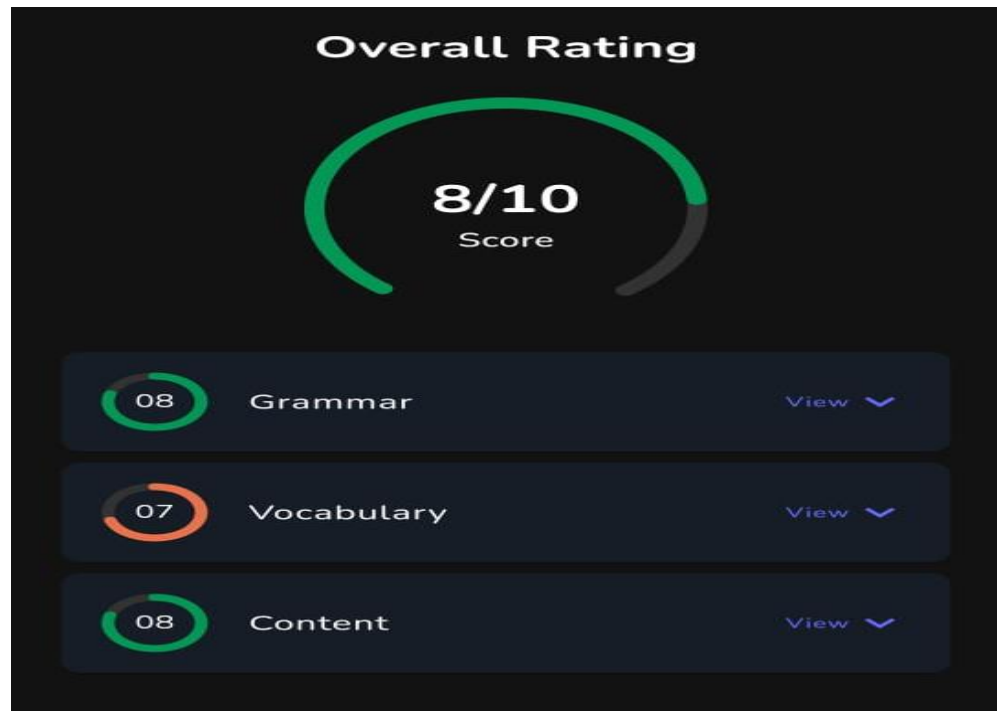 Overall Rating
8/10
Score
08 Grammar View
07 Vocabulary View
08 Content View